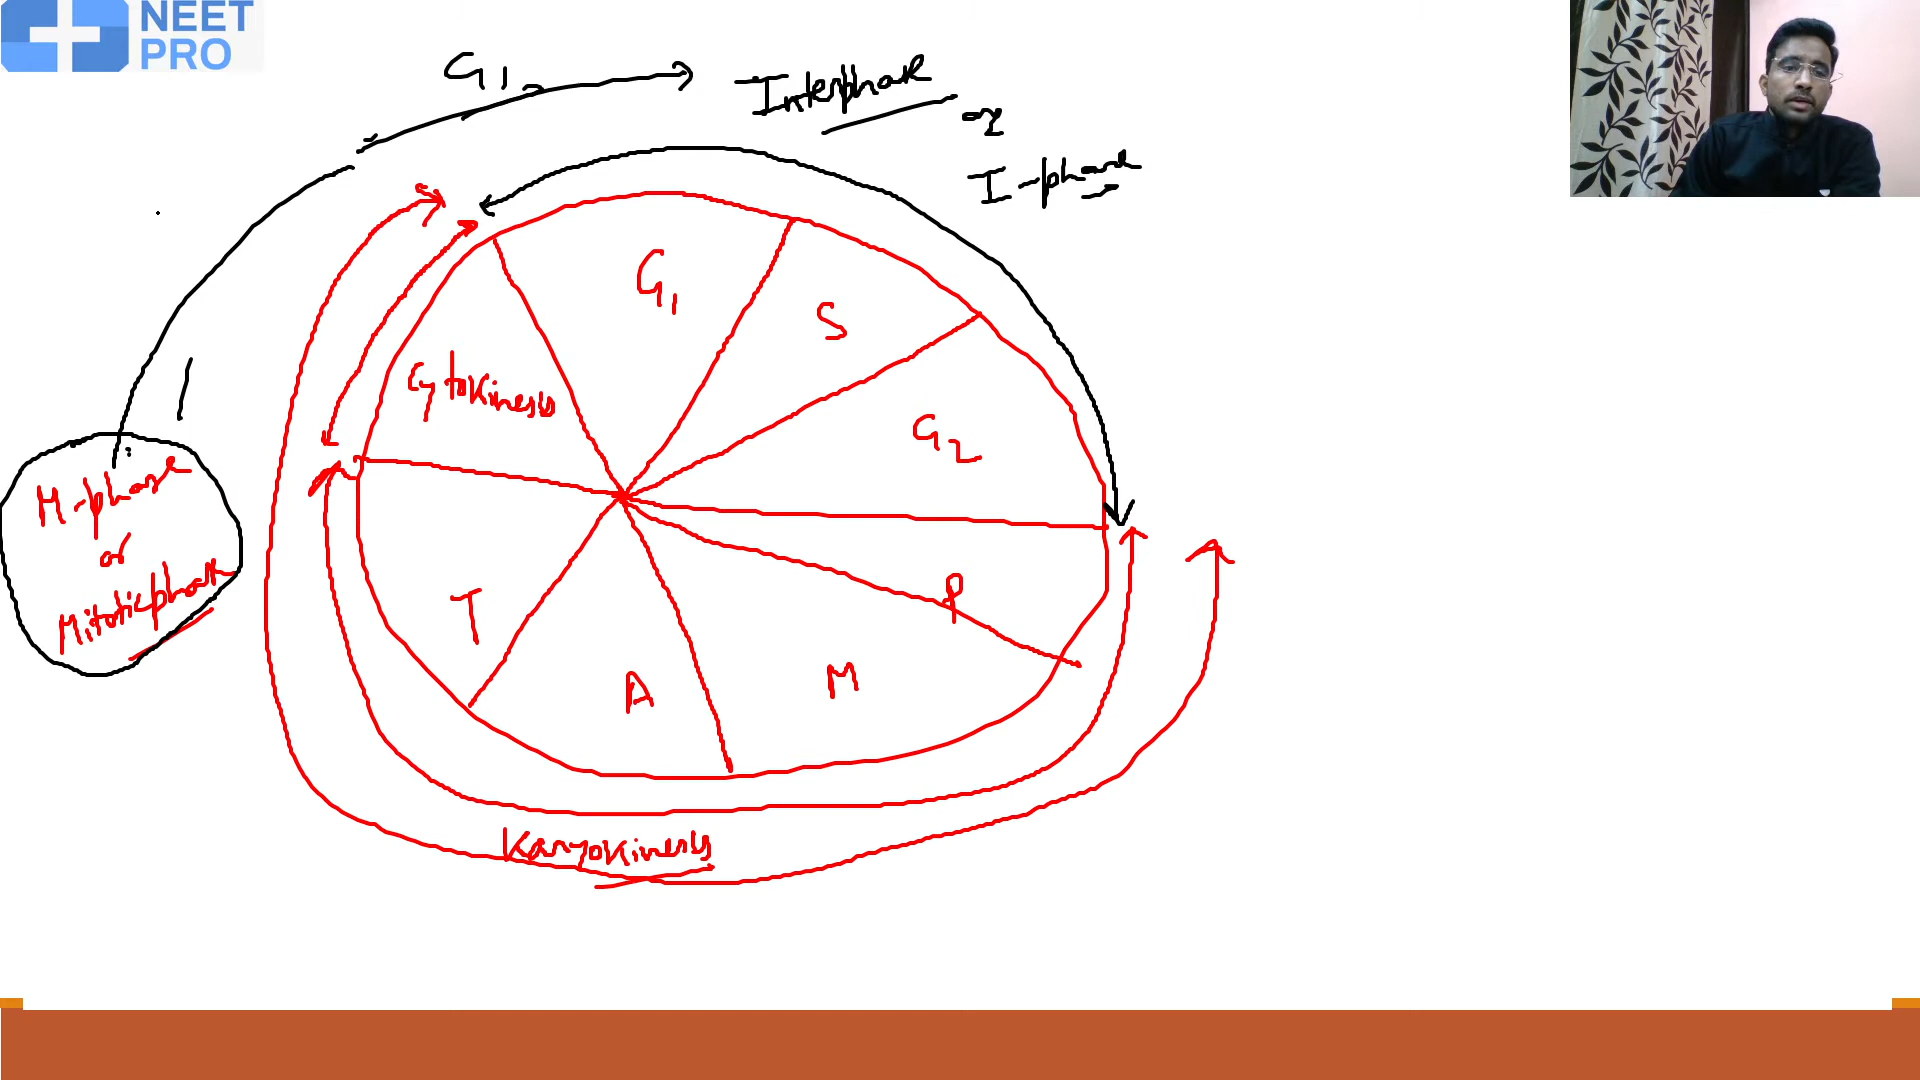 NEET
PRO
G1
Interphase
or
I-phase
G1
S
G2
Cytokinesis
M-phase
or
Mitotic phase
T
A
M
P
Karyokinesis